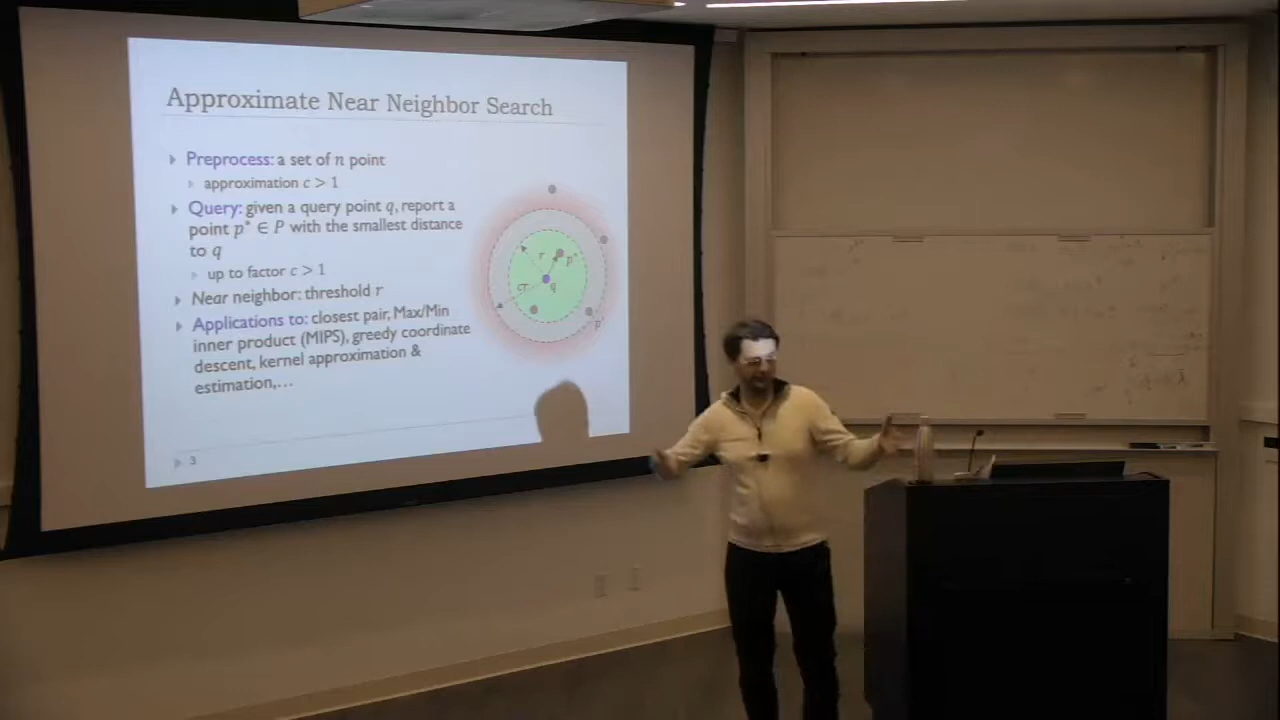 Approximate Near Neighbor Search
Preprocess: a set of n point
approximation c > 1
Query: given a query point q, report a
point p* ∈ P with the smallest distance
to q
up to factor c > 1
Near neighbor: threshold r
Applications to: closest pair, Max/Min
inner product (MIPS), greedy coordinate
descent, kernel approximation &
estimation,...
r
p*
cr
q
p'
3